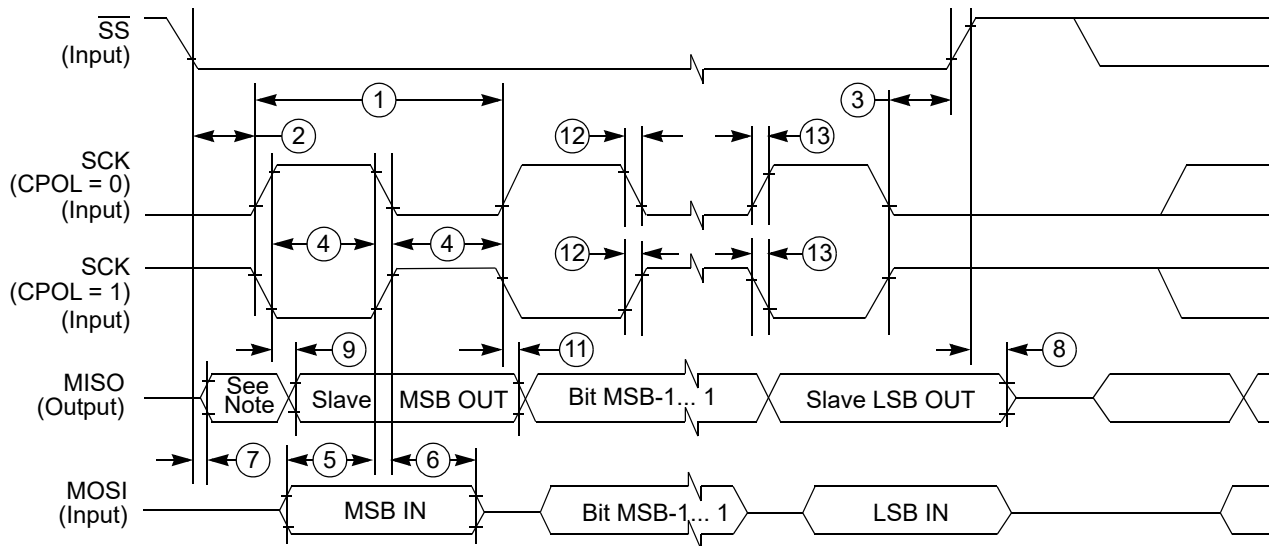 SS
(Input)
1
3
2
12
13
SCK
(CPOL = 0)
(Input)
4
4
12
13
SCK
(CPOL = 1)
(Input)
9
11
8
MISO
(Output)
See
Note
Slave
MSB OUT
Bit MSB-1... 1
Slave LSB OUT
7
5
6
MOSI
(Input)
MSB IN
Bit MSB-1... 1
LSB IN